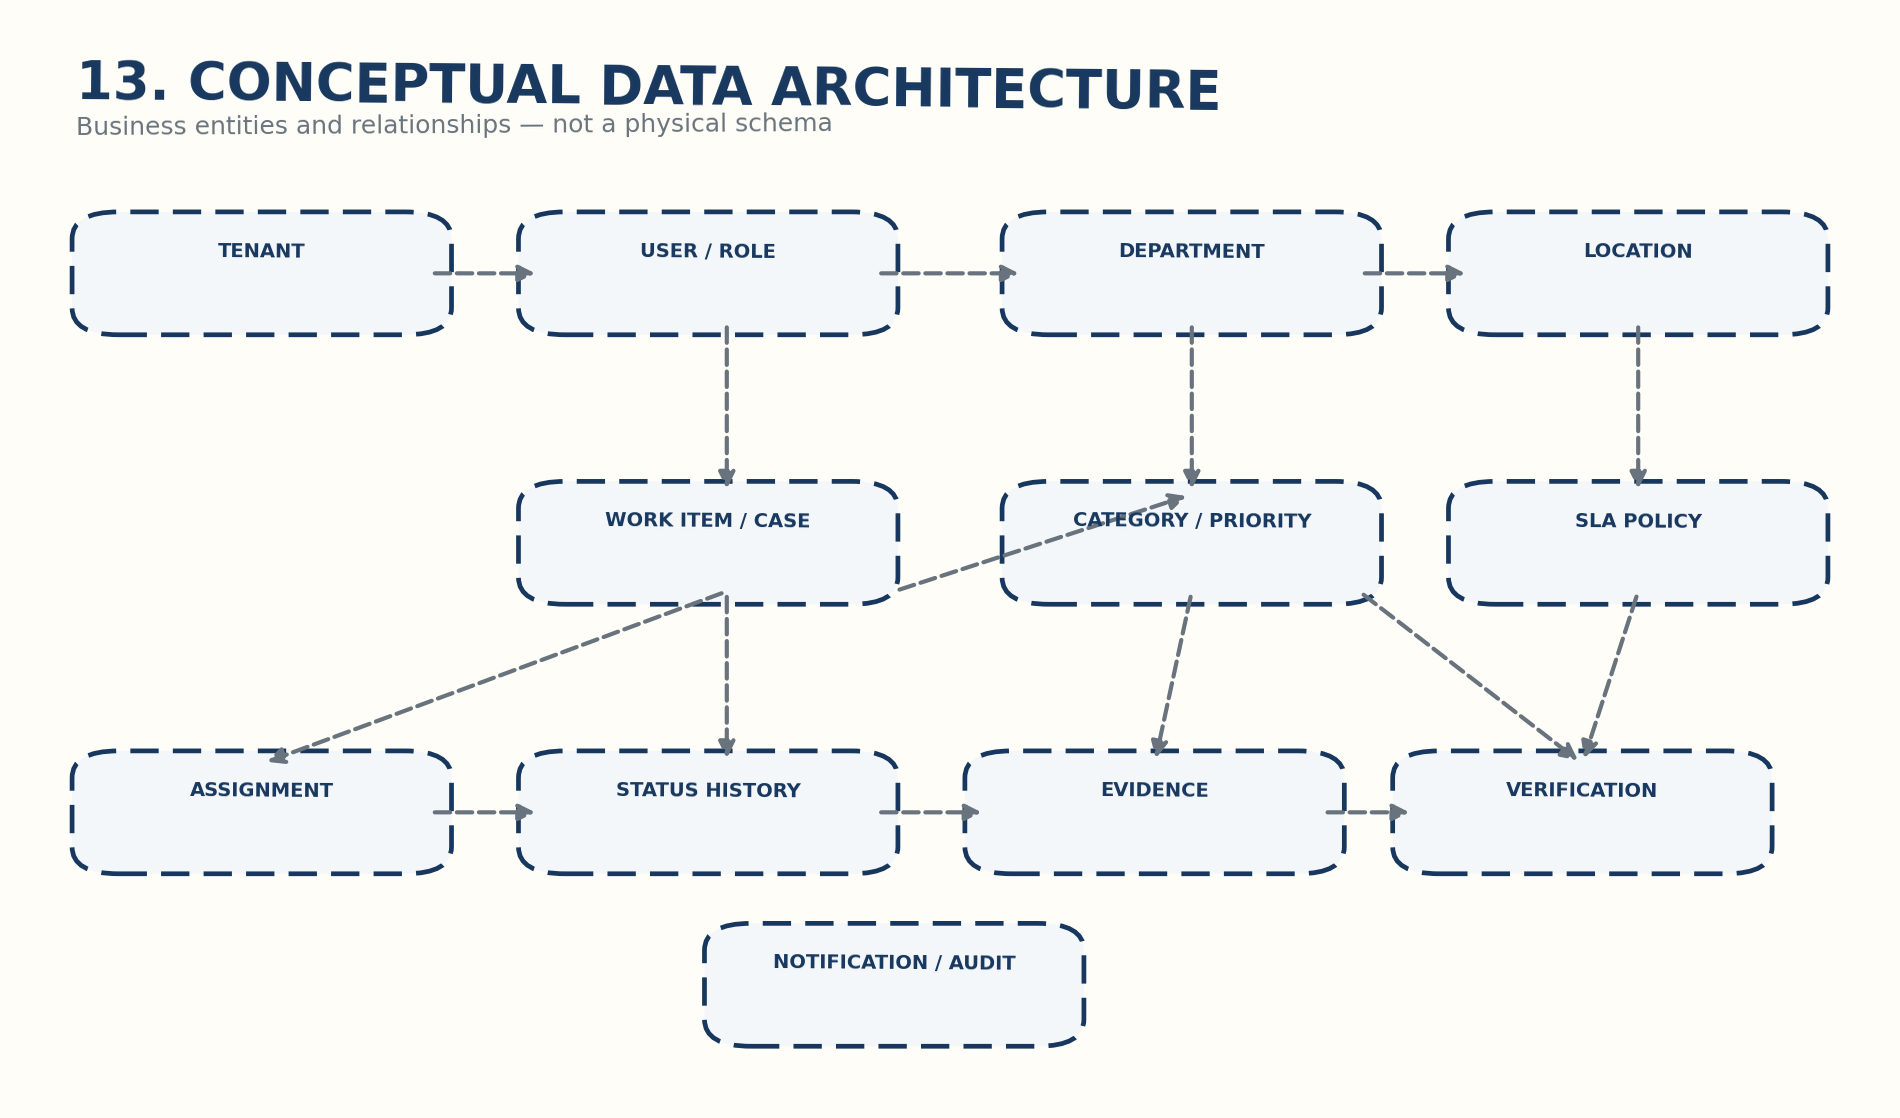 13. CONCEPTUAL DATA ARCHITECTURE
Business entities and relationships — not a physical schema
TENANT
USER / ROLE
DEPARTMENT
LOCATION
WORK ITEM / CASE
CATEGORY / PRIORITY
SLA POLICY
ASSIGNMENT
STATUS HISTORY
EVIDENCE
VERIFICATION
NOTIFICATION / AUDIT